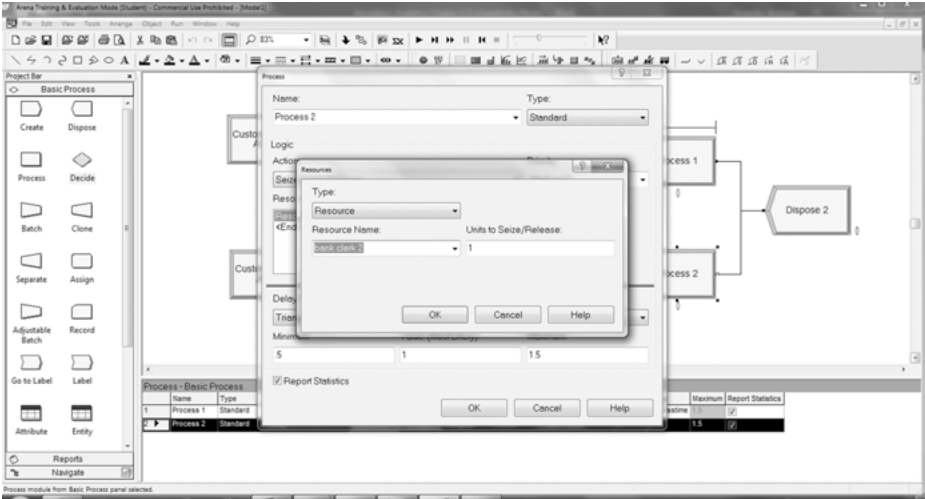 Arena Training & Evaluation Mode (Student) - Commercial Use Prohibited - [Model1]
File Edit View Tools Arrange Object Run Window Help
83%
Project Bar
Basic Process
Create Dispose
Process Decide
Batch Clone
Separate Assign
Adjustable Batch Record
Go to Label Label
Attribute Entity
Reports
Navigate
Process
Name: Type:
Process 2 Standard
Logic
Resources
Type:
Resource
Resource Name: Units to Seize/Release:
bank clerk 2 1
OK Cancel Help
.5 1 1.5
Report Statistics
OK Cancel Help
Dispose 2
0
Process - Basic Process
Name Type Maximum Report Statistics
1 Process 1 Standard 1.5
2 Process 2 Standard 1.5
Process module from Basic Process panel selected.